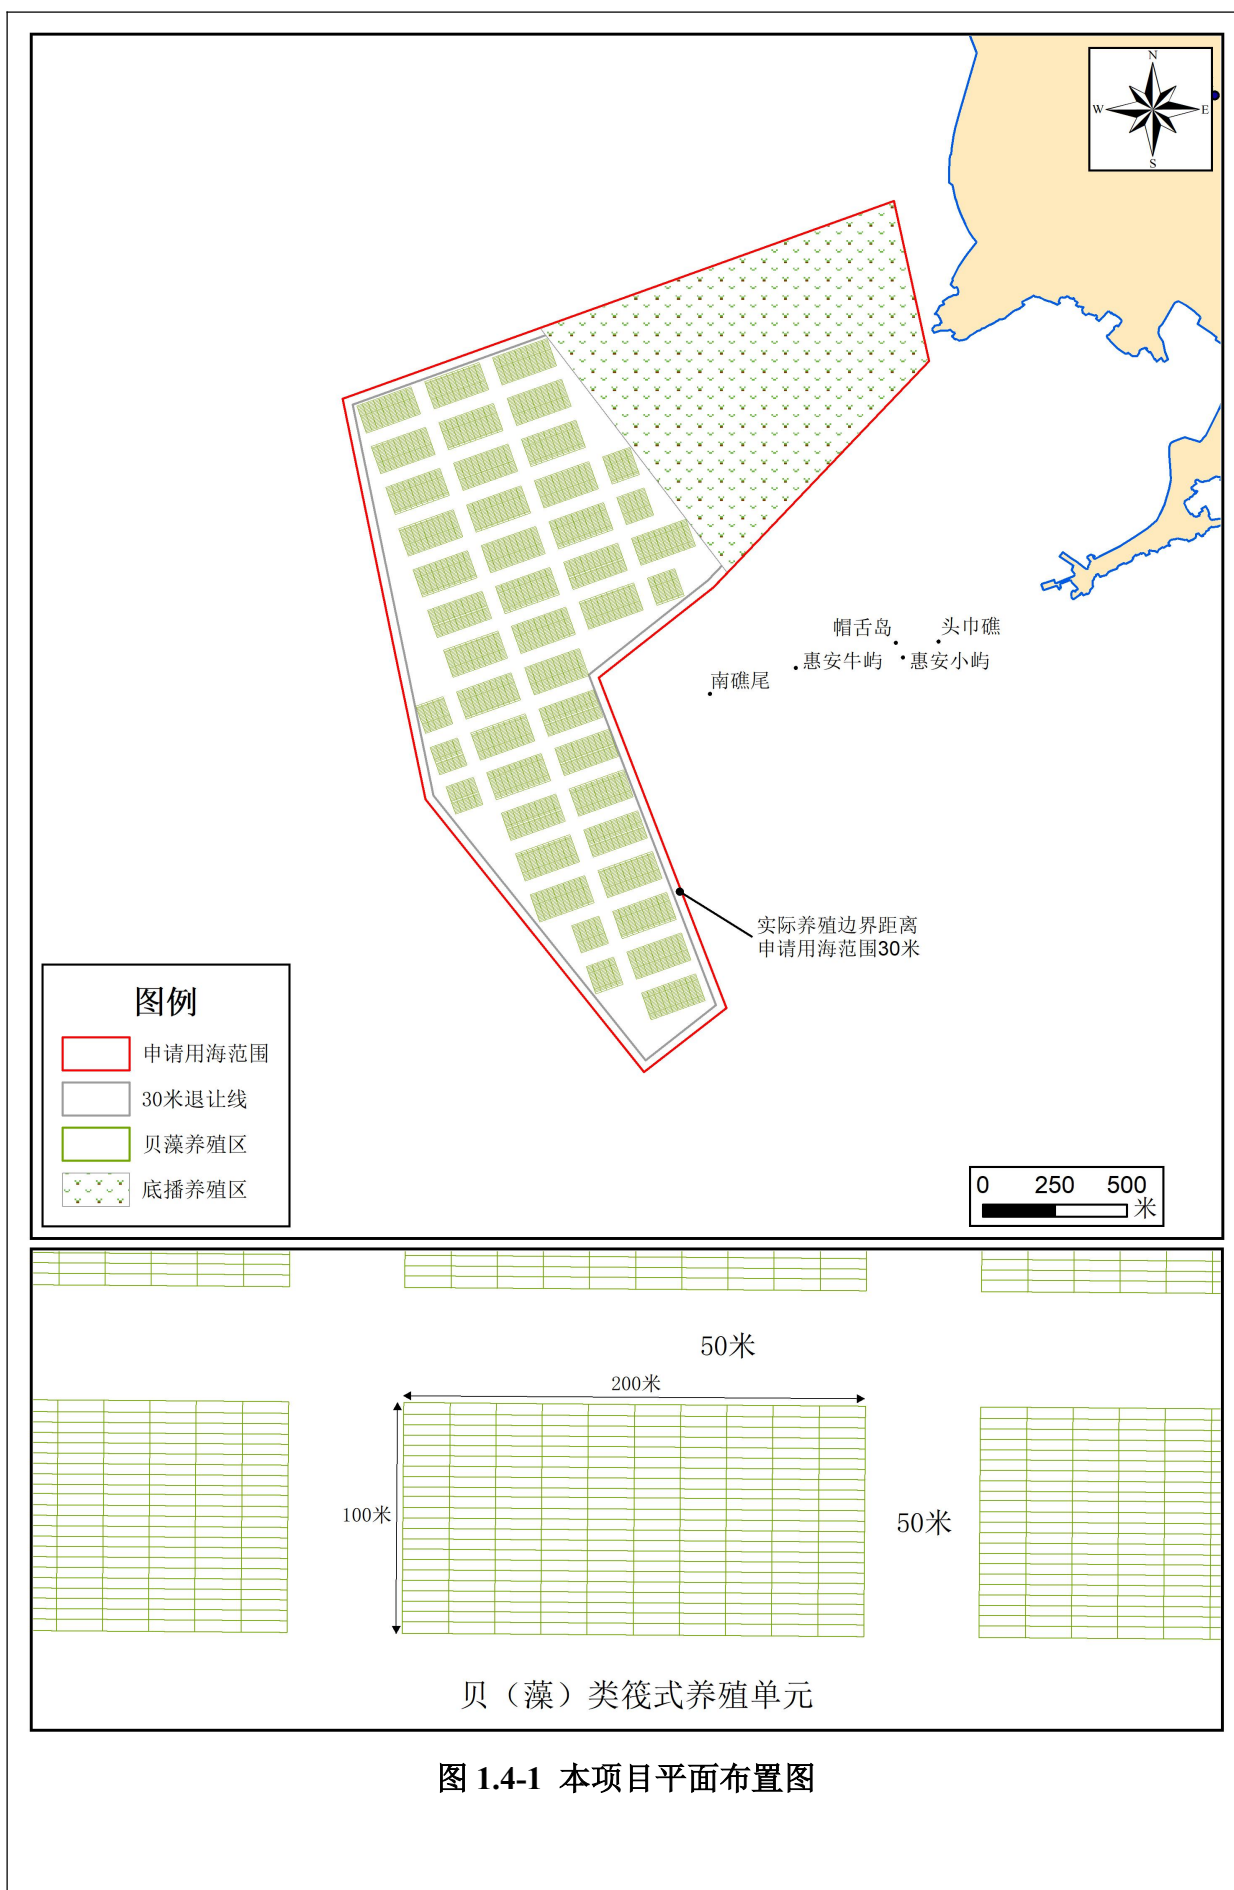 N
W
E
S
帽舌岛
头巾礁
惠安牛屿
惠安小屿
南礁尾
实际养殖边界距离
申请用海范围30米
图例
申请用海范围
30米退让线
贝藻养殖区
底播养殖区
0 250 500
米
50米
200米
100米
50米
贝（藻）类筏式养殖单元
图 1.4-1 本项目平面布置图